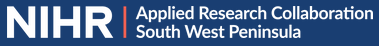 NIHR | Applied Research Collaboration
South West Peninsula